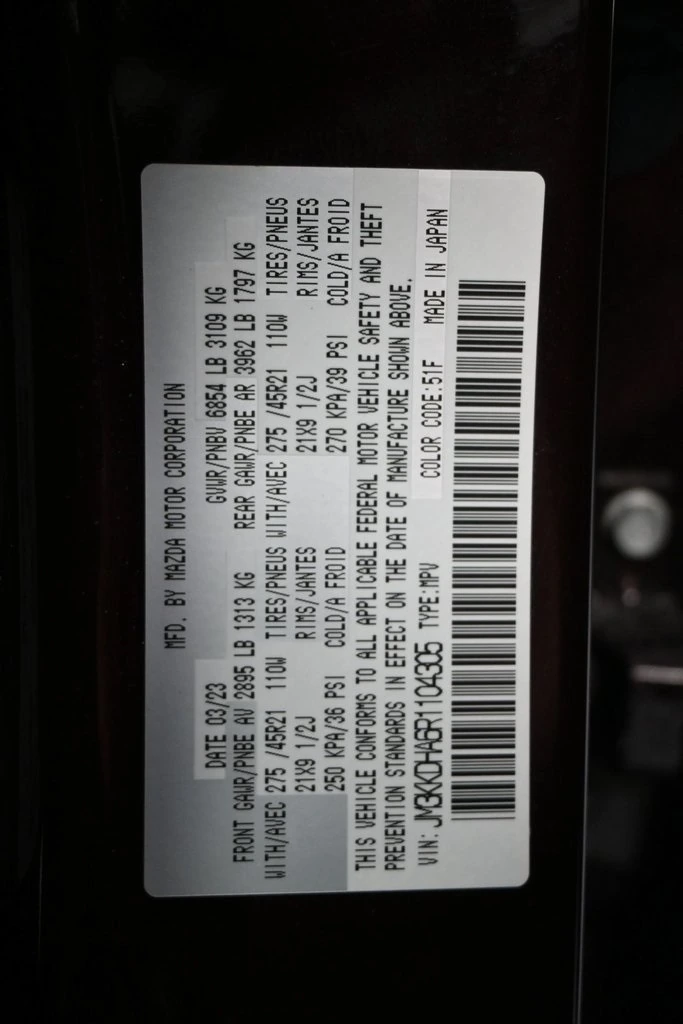 MFD. BY MAZDA MOTOR CORPORATION
DATE 03/23 GVWR/PNBV 6854 LB 3109 KG
FRONT GAWR/PNBE AV 2895 LB 1313 KG REAR GAWR/PNBE AR 3962 LB 1797 KG
WITH/AVEC 275 /45R21 110W TIRES/PNEUS WITH/AVEC 275 /45R21 110W TIRES/PNEUS
21X9 1/2J RIMS/JANTES 21X9 1/2J RIMS/JANTES
250 KPA/36 PSI COLD/A FROID 270 KPA/39 PSI COLD/A FROID
THIS VEHICLE CONFORMS TO ALL APPLICABLE FEDERAL MOTOR VEHICLE SAFETY AND THEFT
PREVENTION STANDARDS IN EFFECT ON THE DATE OF MANUFACTURE SHOWN ABOVE.
VIN: JM3KKDHA6R1104305 TYPE:MPV COLOR CODE:51F MADE IN JAPAN